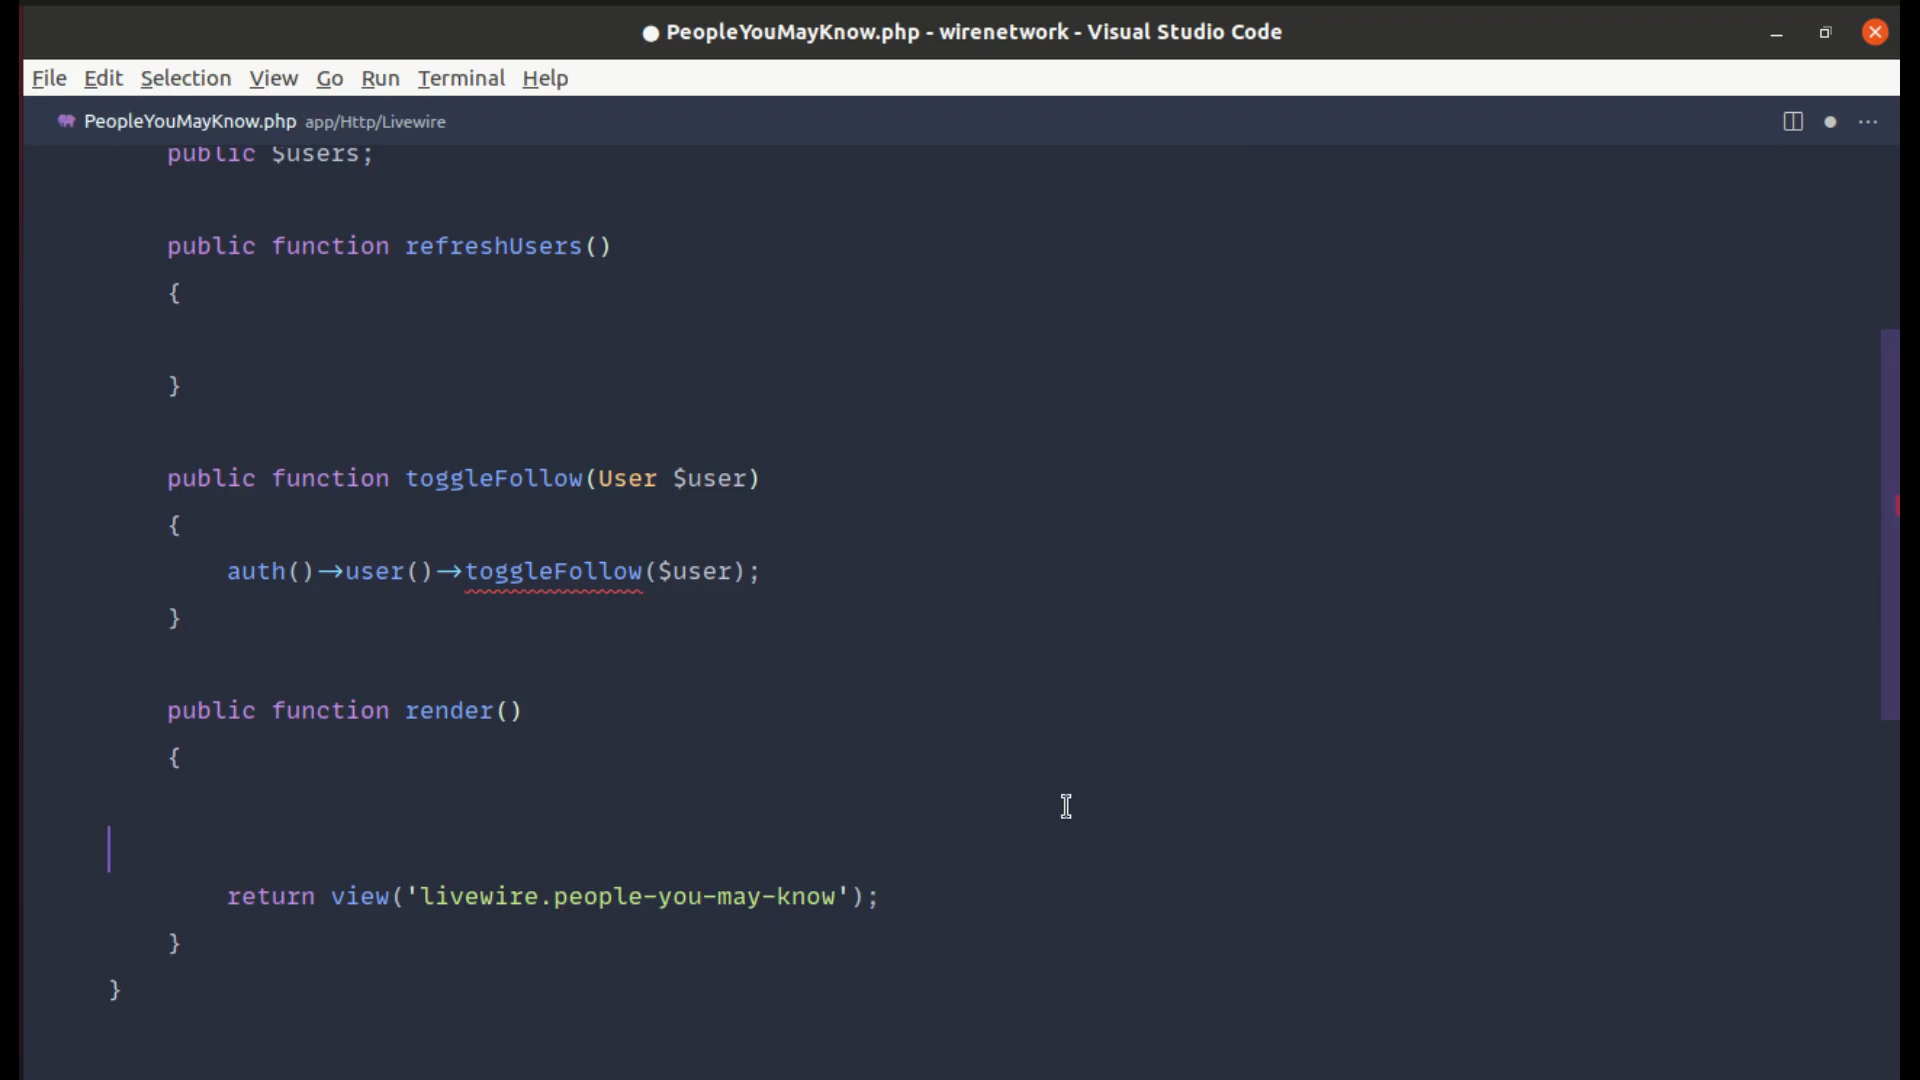 ● PeopleYouMayKnow.php - wirenetwork - Visual Studio Code
File Edit Selection View Go Run Terminal Help
PeopleYouMayKnow.php app/Http/Livewire
public $users;
public function refreshUsers()
{
}
public function toggleFollow(User $user)
{
auth()→user()→toggleFollow($user);
}
public function render()
{
return view('livewire.people-you-may-know');
}
}